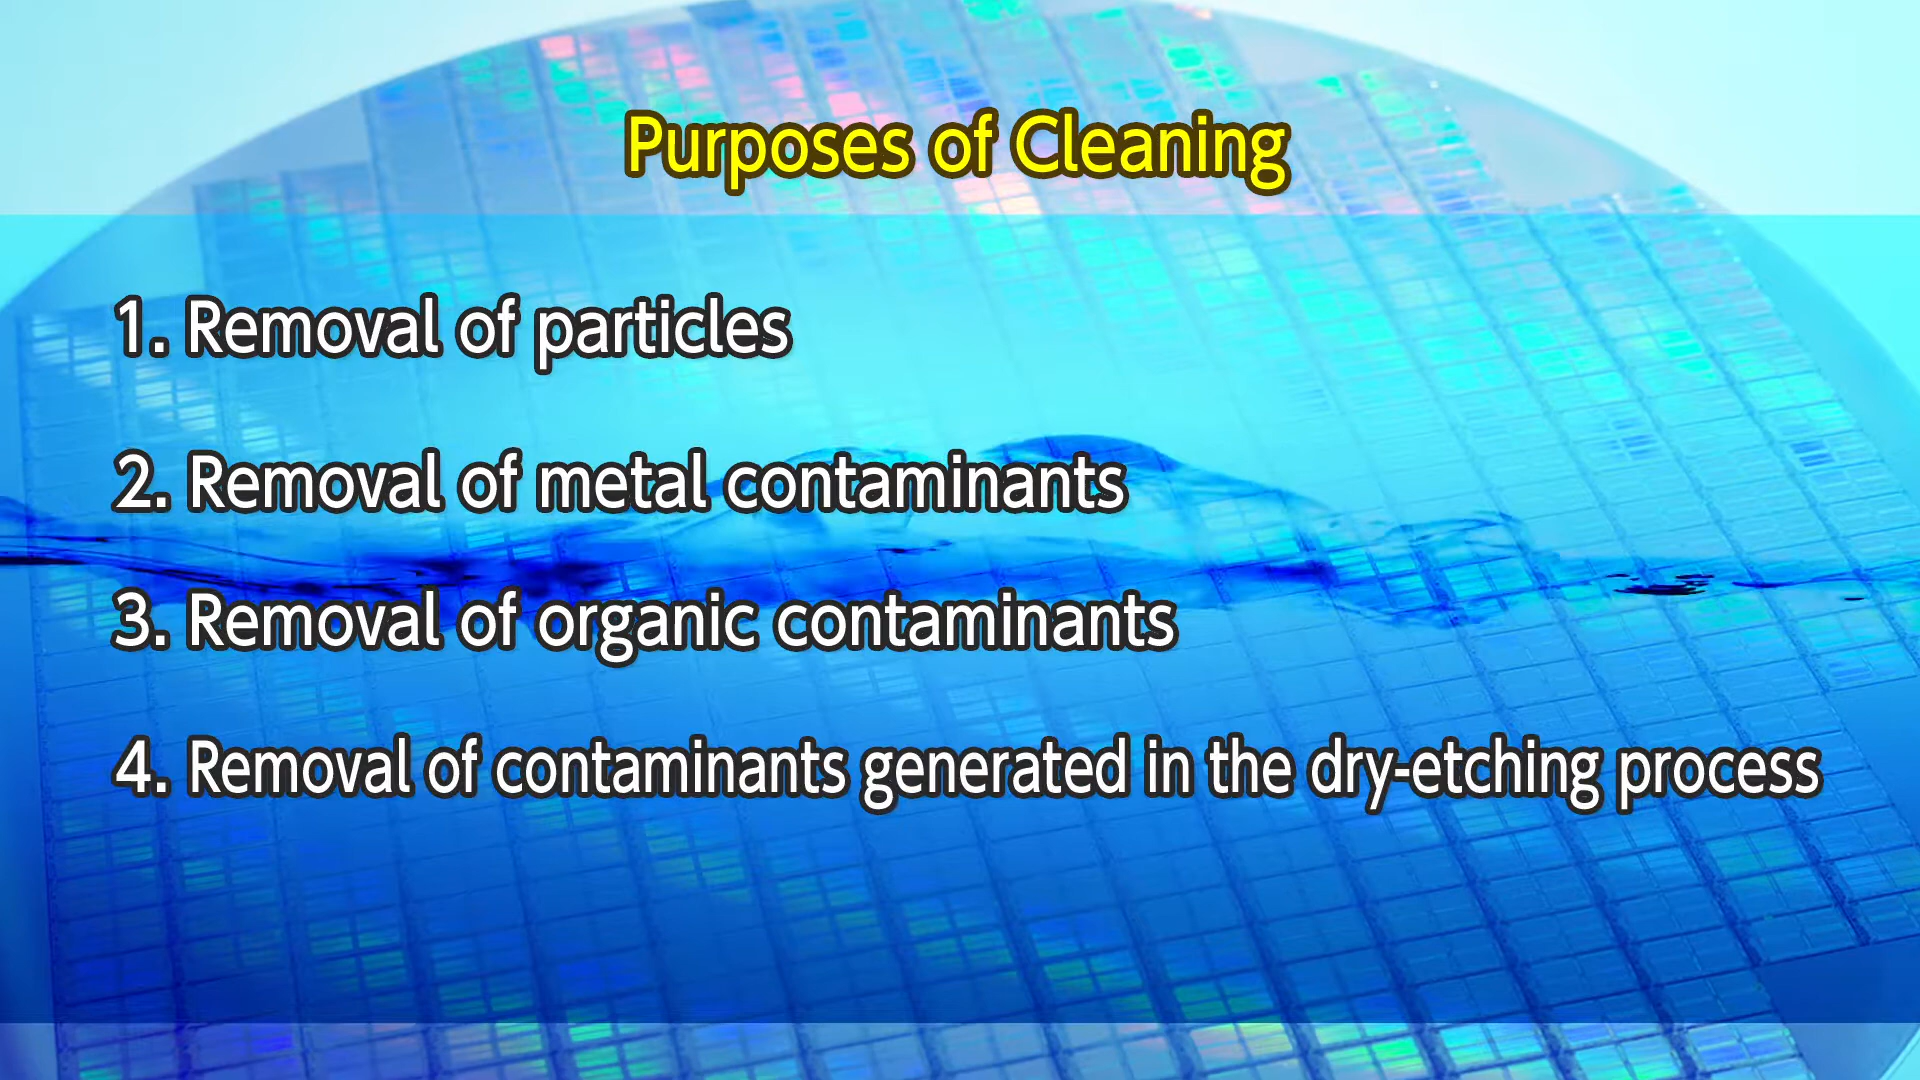 Purposes of Cleaning
1. Removal of particles
2. Removal of metal contaminants
3. Removal of organic contaminants
4. Removal of contaminants generated in the dry-etching process